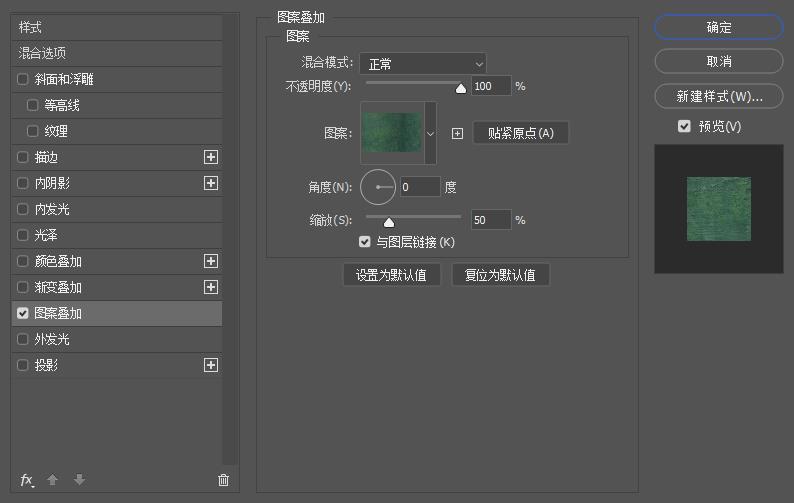 样式
混合选项
斜面和浮雕
等高线
纹理
描边
内阴影
内发光
光泽
颜色叠加
渐变叠加
图案叠加
外发光
投影
fx
图案叠加
图案
混合模式: 正常
不透明度(Y): 100 %
图案: 贴紧原点(A)
角度(N): 0 度
缩放(S): 50 %
与图层链接(K)
设置为默认值 复位为默认值
确定
取消
新建样式(W)...
预览(V)